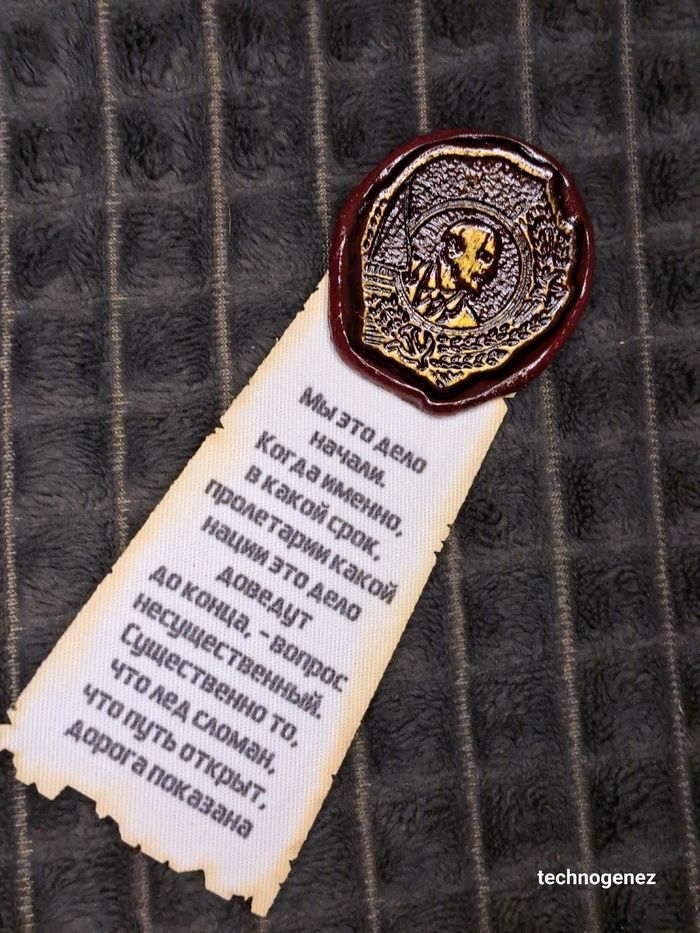 Мы это дело
начали.
Когда именно,
в какой срок,
пролетарии какой
нации это дело
доведут
до конца, - вопрос
несущественный.
Существенно то,
что лед сломан,
что путь открыт,
дорога показана
technogenez